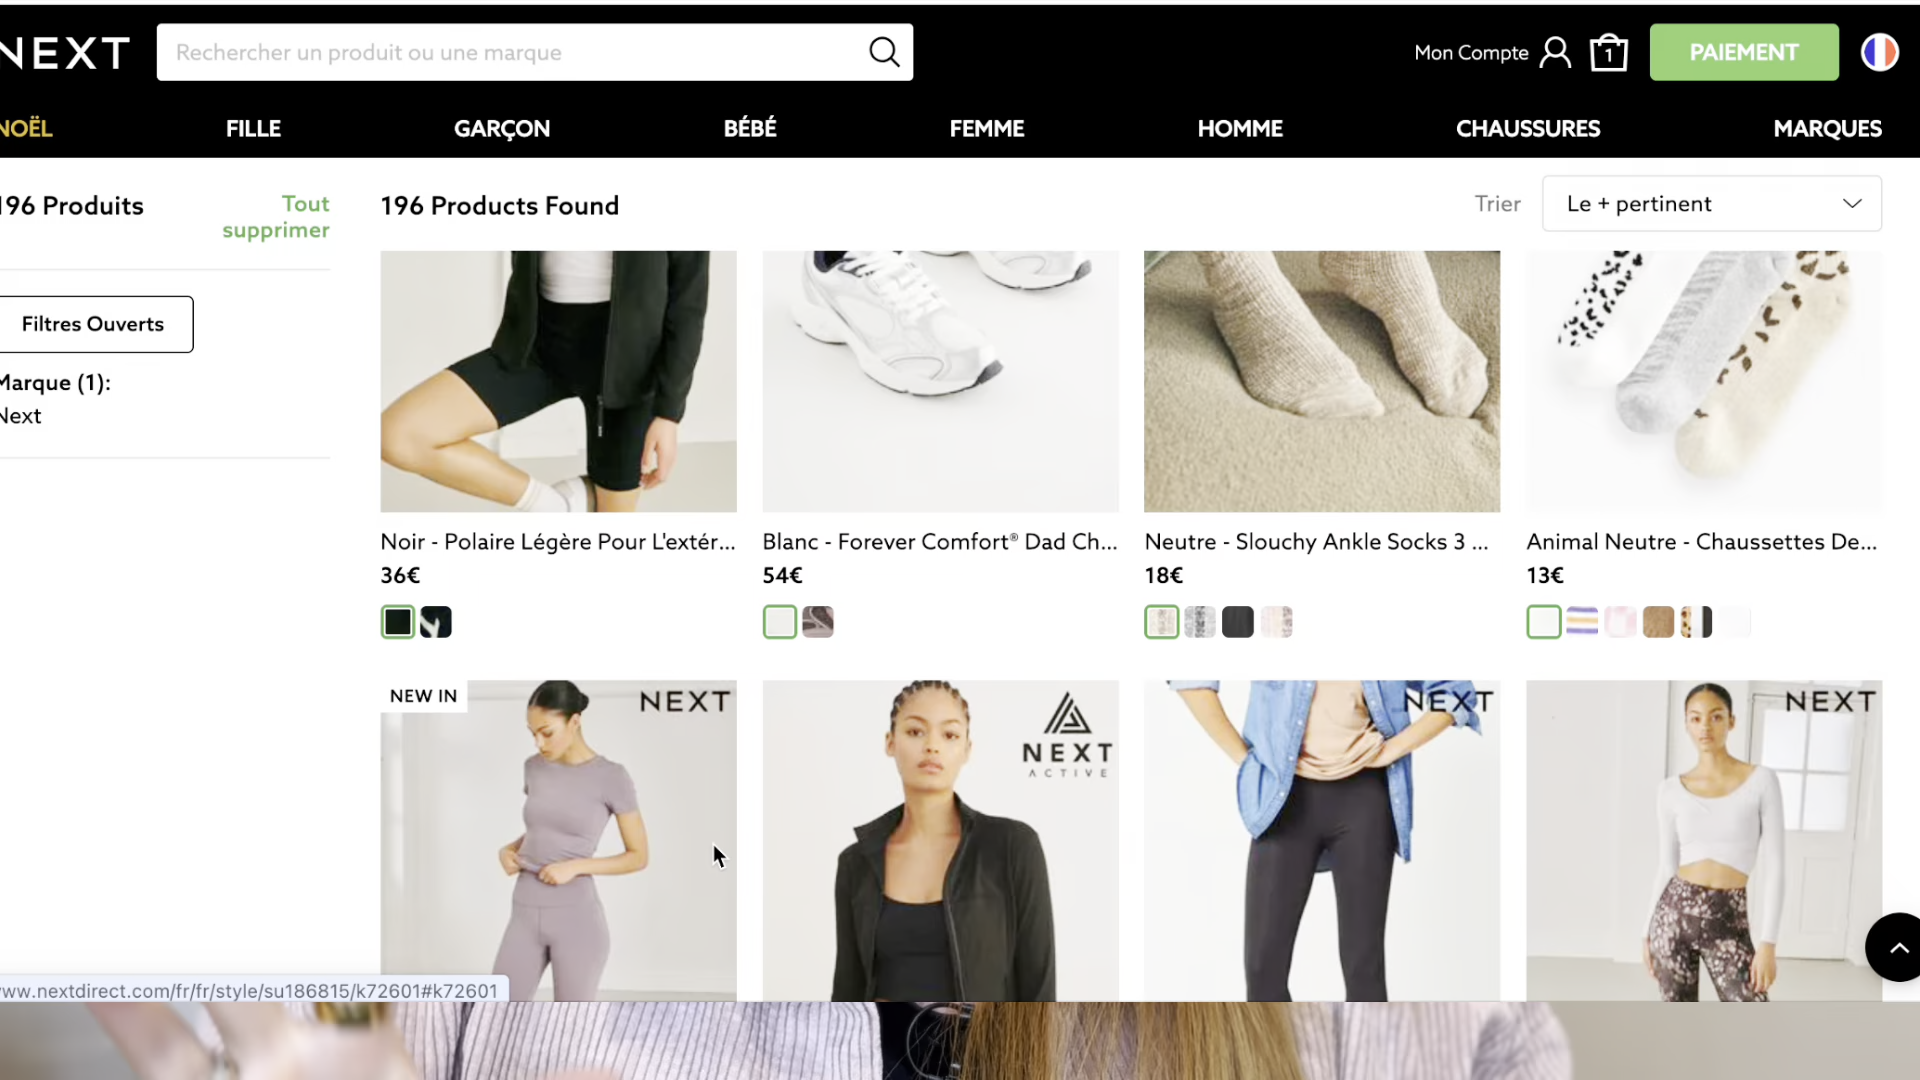 NEXT
Rechercher un produit ou une marque
Mon Compte
1
PAIEMENT
NOËL
FILLE
GARÇON
BÉBÉ
FEMME
HOMME
CHAUSSURES
MARQUES
196 Produits
Tout
supprimer
196 Products Found
Trier
Le + pertinent
Filtres Ouverts
Marque (1):
Next
Noir - Polaire Légère Pour L'extér...
36€
Blanc - Forever Comfort® Dad Ch...
54€
Neutre - Slouchy Ankle Socks 3 ...
18€
Animal Neutre - Chaussettes De...
13€
NEW IN
NEXT
NEXT
ACTIVE
NEXT
NEXT
www.nextdirect.com/fr/fr/style/su186815/k72601#k72601